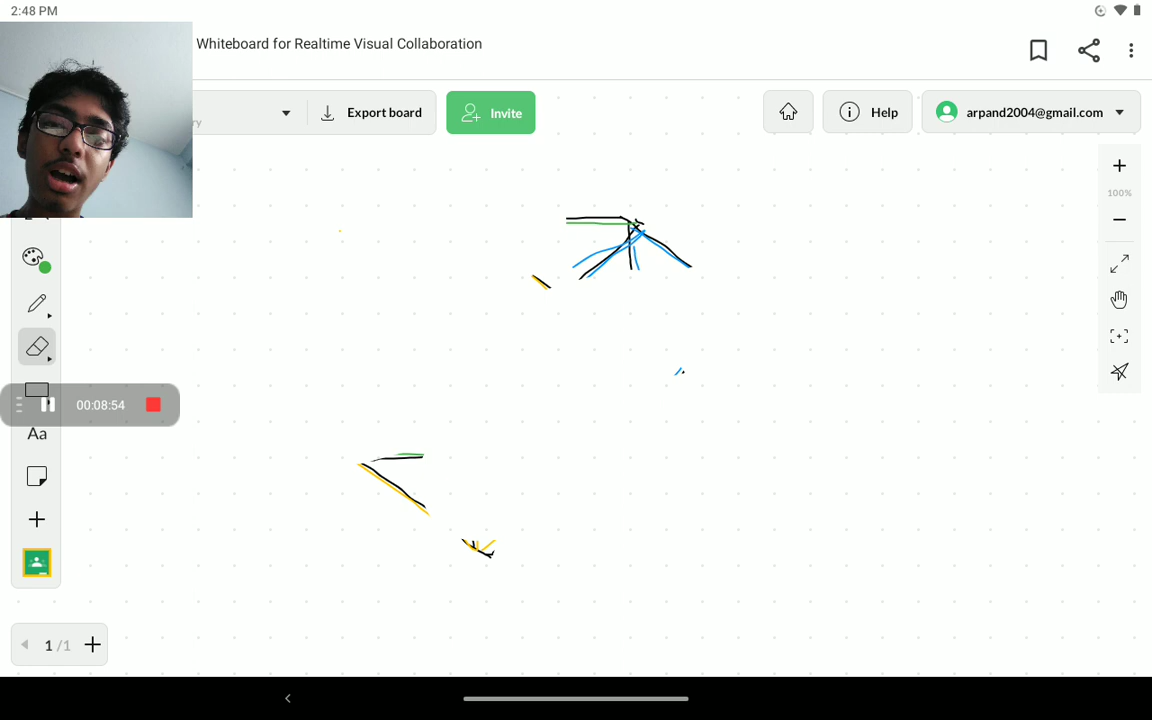 2:48 PM
Whiteboard for Realtime Visual Collaboration
Export board
Invite
Help
arpand2004@gmail.com
100%
00:08:54
Aa
1 /1